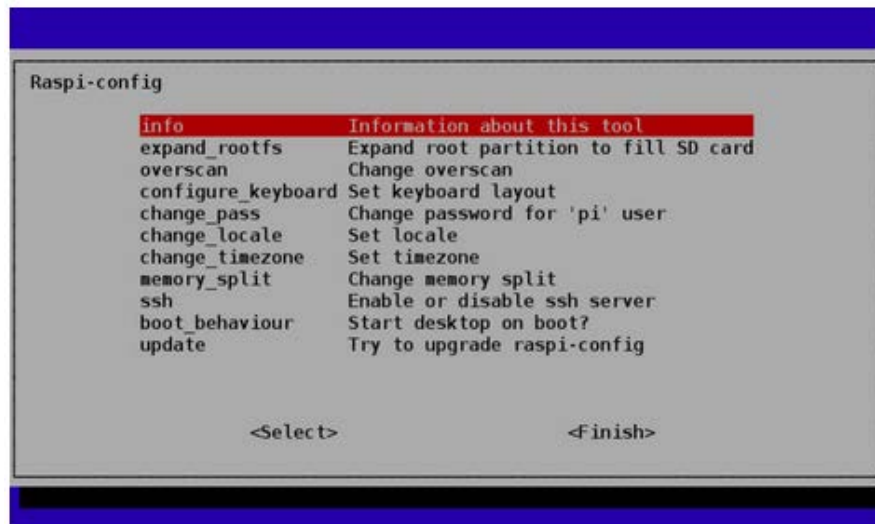 Raspi-config
info Information about this tool
expand_rootfs Expand root partition to fill SD card
overscan Change overscan
configure_keyboard Set keyboard layout
change_pass Change password for 'pi' user
change_locale Set locale
change_timezone Set timezone
memory_split Change memory split
ssh Enable or disable ssh server
boot_behaviour Start desktop on boot?
update Try to upgrade raspi-config
<Select> <Finish>